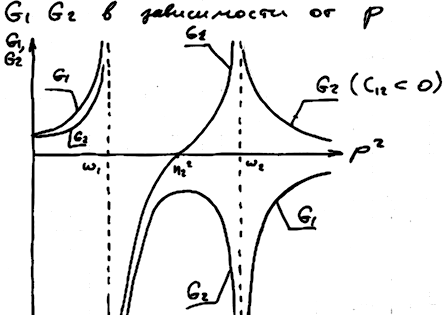 G₁ G₂ в зависимости от p
G₁,
G₂
G₁
G₂
G₂
G₂ (C₁₂ < 0)
ω₁
n₂²
ω₂
p²
G₁
G₂